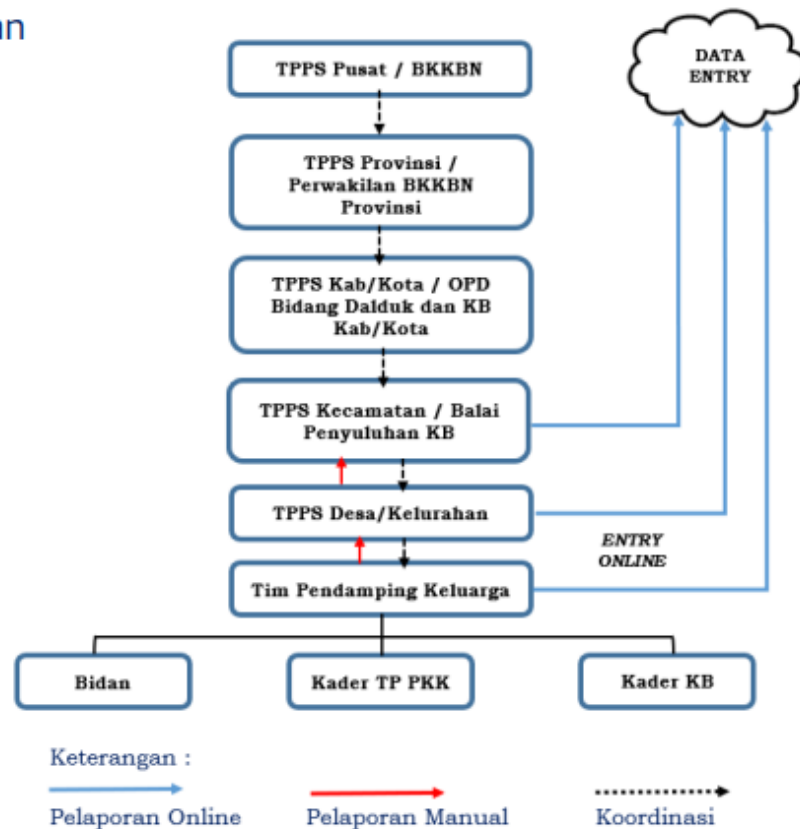 an
TPPS Pusat / BKKBN
DATA
ENTRY
TPPS Provinsi /
Perwakilan BKKBN
Provinsi
TPPS Kab/Kota / OPD
Bidang Dalduk dan KB
Kab/Kota
TPPS Kecamatan / Balai
Penyuluhan KB
TPPS Desa/Kelurahan
ENTRY
ONLINE
Tim Pendamping Keluarga
Bidan
Kader TP PKK
Kader KB
Keterangan :
Pelaporan Online
Pelaporan Manual
Koordinasi